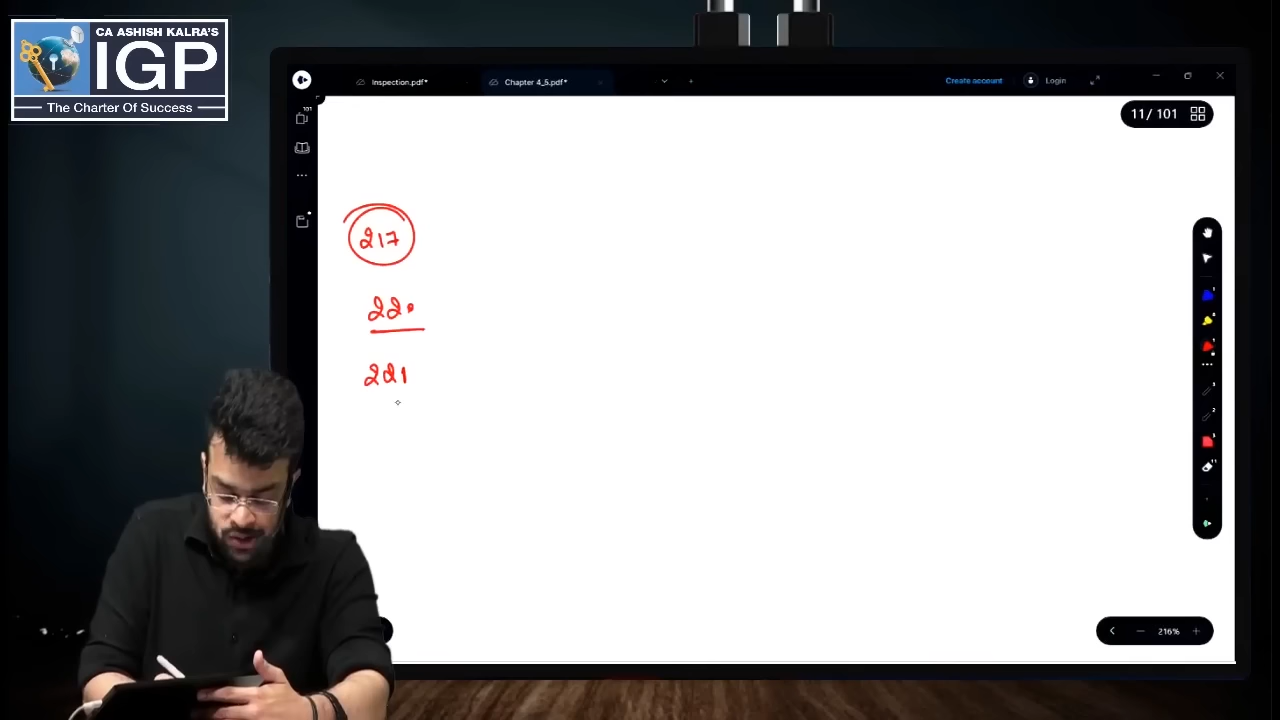 CA ASHISH KALRA'S
IGP
The Charter Of Success
Inspection.pdf*
Chapter 4_5.pdf*
Create account
Login
101
11 / 101
217
220
221
216%